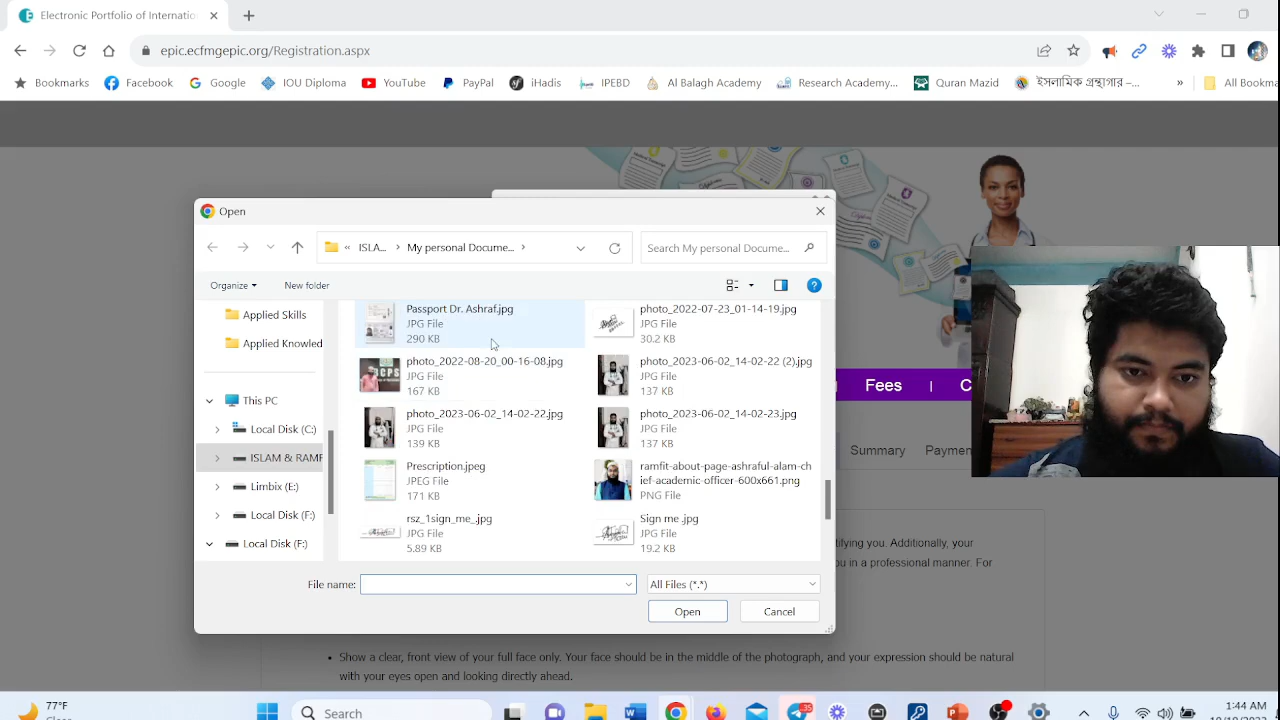 Electronic Portfolio of Internatio
epic.ecfmgepic.org/Registration.aspx
Bookmarks
Facebook
Google
IOU Diploma
YouTube
PayPal
iHadis
IPEBD
Al Balagh Academy
Research Academy...
Quran Mazid
ইসলামিক গ্রন্থাগার –...
»
All Bookma
Open
« ISLA... › My personal Docume... ›
Search My personal Docume...
Organize
New folder
Applied Skills
Applied Knowled
This PC
Local Disk (C:)
ISLAM & RAMF
Limbix (E:)
Local Disk (F:)
Local Disk (F:)
Passport Dr. Ashraf.jpg
JPG File
290 KB
photo_2022-07-23_01-14-19.jpg
JPG File
30.2 KB
photo_2022-08-20_00-16-08.jpg
JPG File
167 KB
photo_2023-06-02_14-02-22 (2).jpg
JPG File
137 KB
photo_2023-06-02_14-02-22.jpg
JPG File
139 KB
photo_2023-06-02_14-02-23.jpg
JPG File
137 KB
Prescription.jpeg
JPEG File
171 KB
ramfit-about-page-ashraful-alam-ch
ief-academic-officer-600x661.png
PNG File
rsz_1sign_me_.jpg
JPG File
5.89 KB
Sign me .jpg
JPG File
19.2 KB
File name:
All Files (*.*)
Open
Cancel
Fees | C
Summary
Paymen
tifying you. Additionally, your
ou in a professional manner. For
• Show a clear, front view of your full face only. Your face should be in the middle of the photograph, and your expression should be natural
with your eyes open and looking directly ahead.
77°F
Search
35
1:44 AM